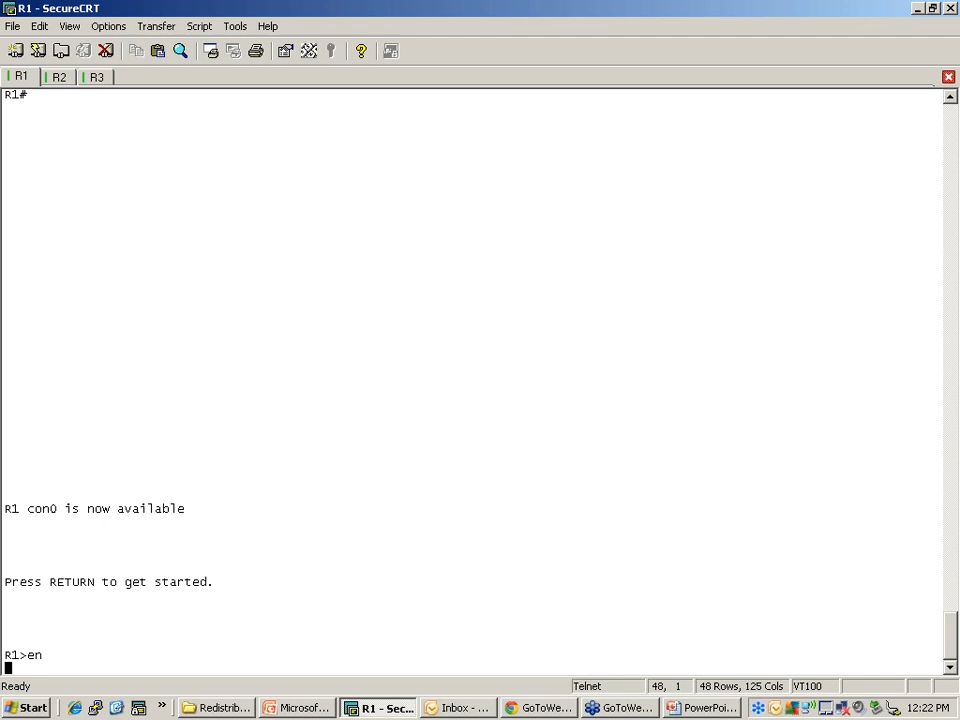 R1 - SecureCRT
File Edit View Options Transfer Script Tools Help
R1 R2 R3
R1#
R1 con0 is now available
Press RETURN to get started.
R1>en
Ready Telnet 48, 1 48 Rows, 125 Cols VT100
Start » Redistrib... Microsof... R1 - Sec... Inbox - ... GoToWe... GoToWe... PowerPoi... 12:22 PM